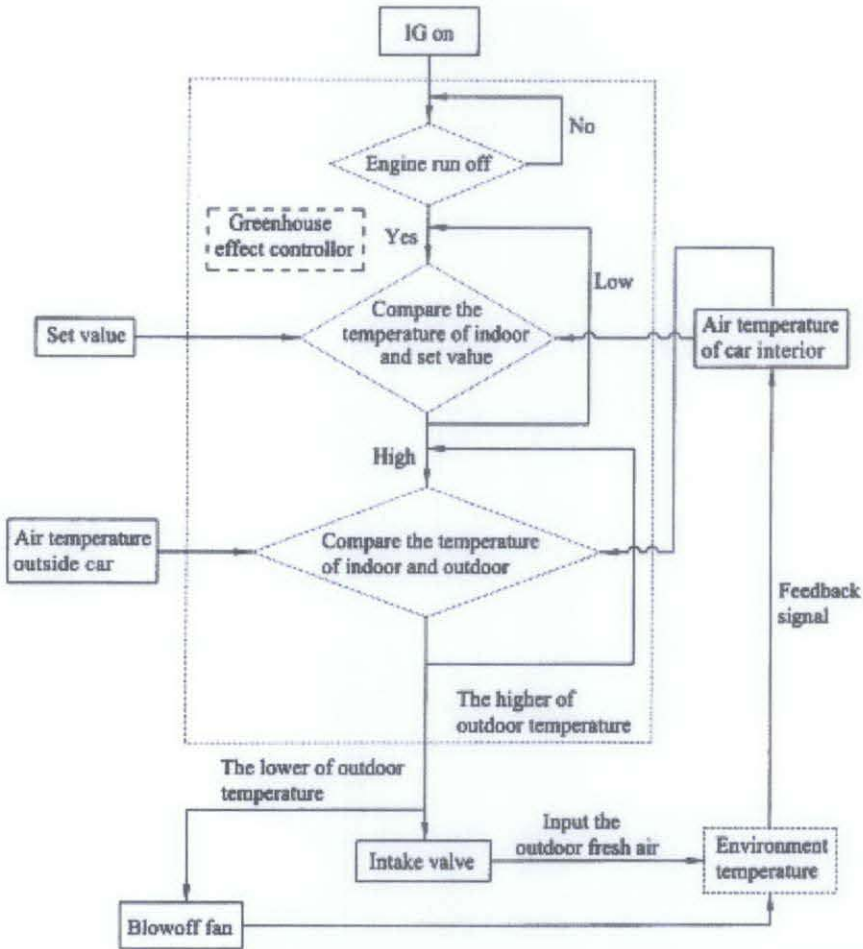 IG on
No
Engine run off
Greenhouse
effect controllor
Yes
Low
Compare the
temperature of indoor
and set value
Set value
Air temperature
of car interior
High
Air temperature
outside car
Compare the temperature
of indoor and outdoor
Feedback
signal
The higher of
outdoor temperature
The lower of outdoor
temperature
Input the
outdoor fresh air
Intake valve
Environment
temperature
Blowoff fan